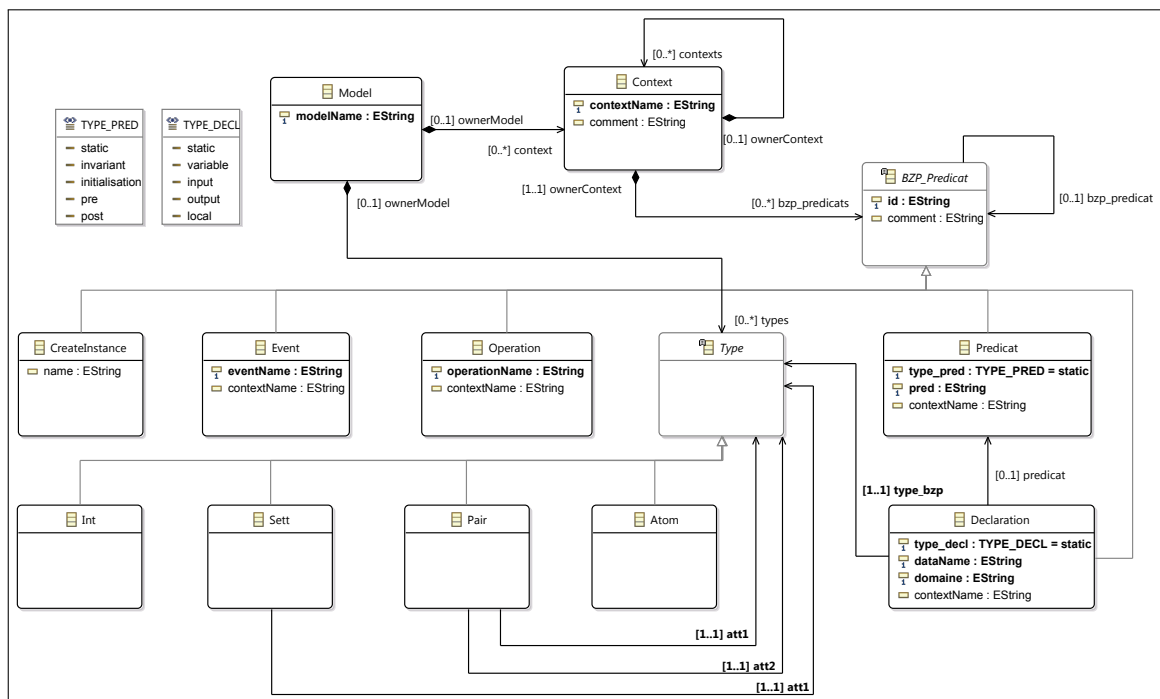 [0..*] contexts
Model
modelName : EString
Context
contextName : EString
comment : EString
TYPE_PRED
static
invariant
initialisation
pre
post
TYPE_DECL
static
variable
input
output
local
[0..1] ownerModel
[0..*] context
[0..1] ownerContext
[1..1] ownerContext
[0..*] bzp_predicats
[0..1] ownerModel
BZP_Predicat
id : EString
comment : EString
[0..1] bzp_predicat
[0..*] types
CreateInstance
name : EString
Event
eventName : EString
contextName : EString
Operation
operationName : EString
contextName : EString
Type
Predicat
type_pred : TYPE_PRED = static
pred : EString
contextName : EString
[0..1] predicat
[1..1] type_bzp
Int
Sett
Pair
Atom
Declaration
type_decl : TYPE_DECL = static
dataName : EString
domaine : EString
contextName : EString
[1..1] att1
[1..1] att2
[1..1] att1